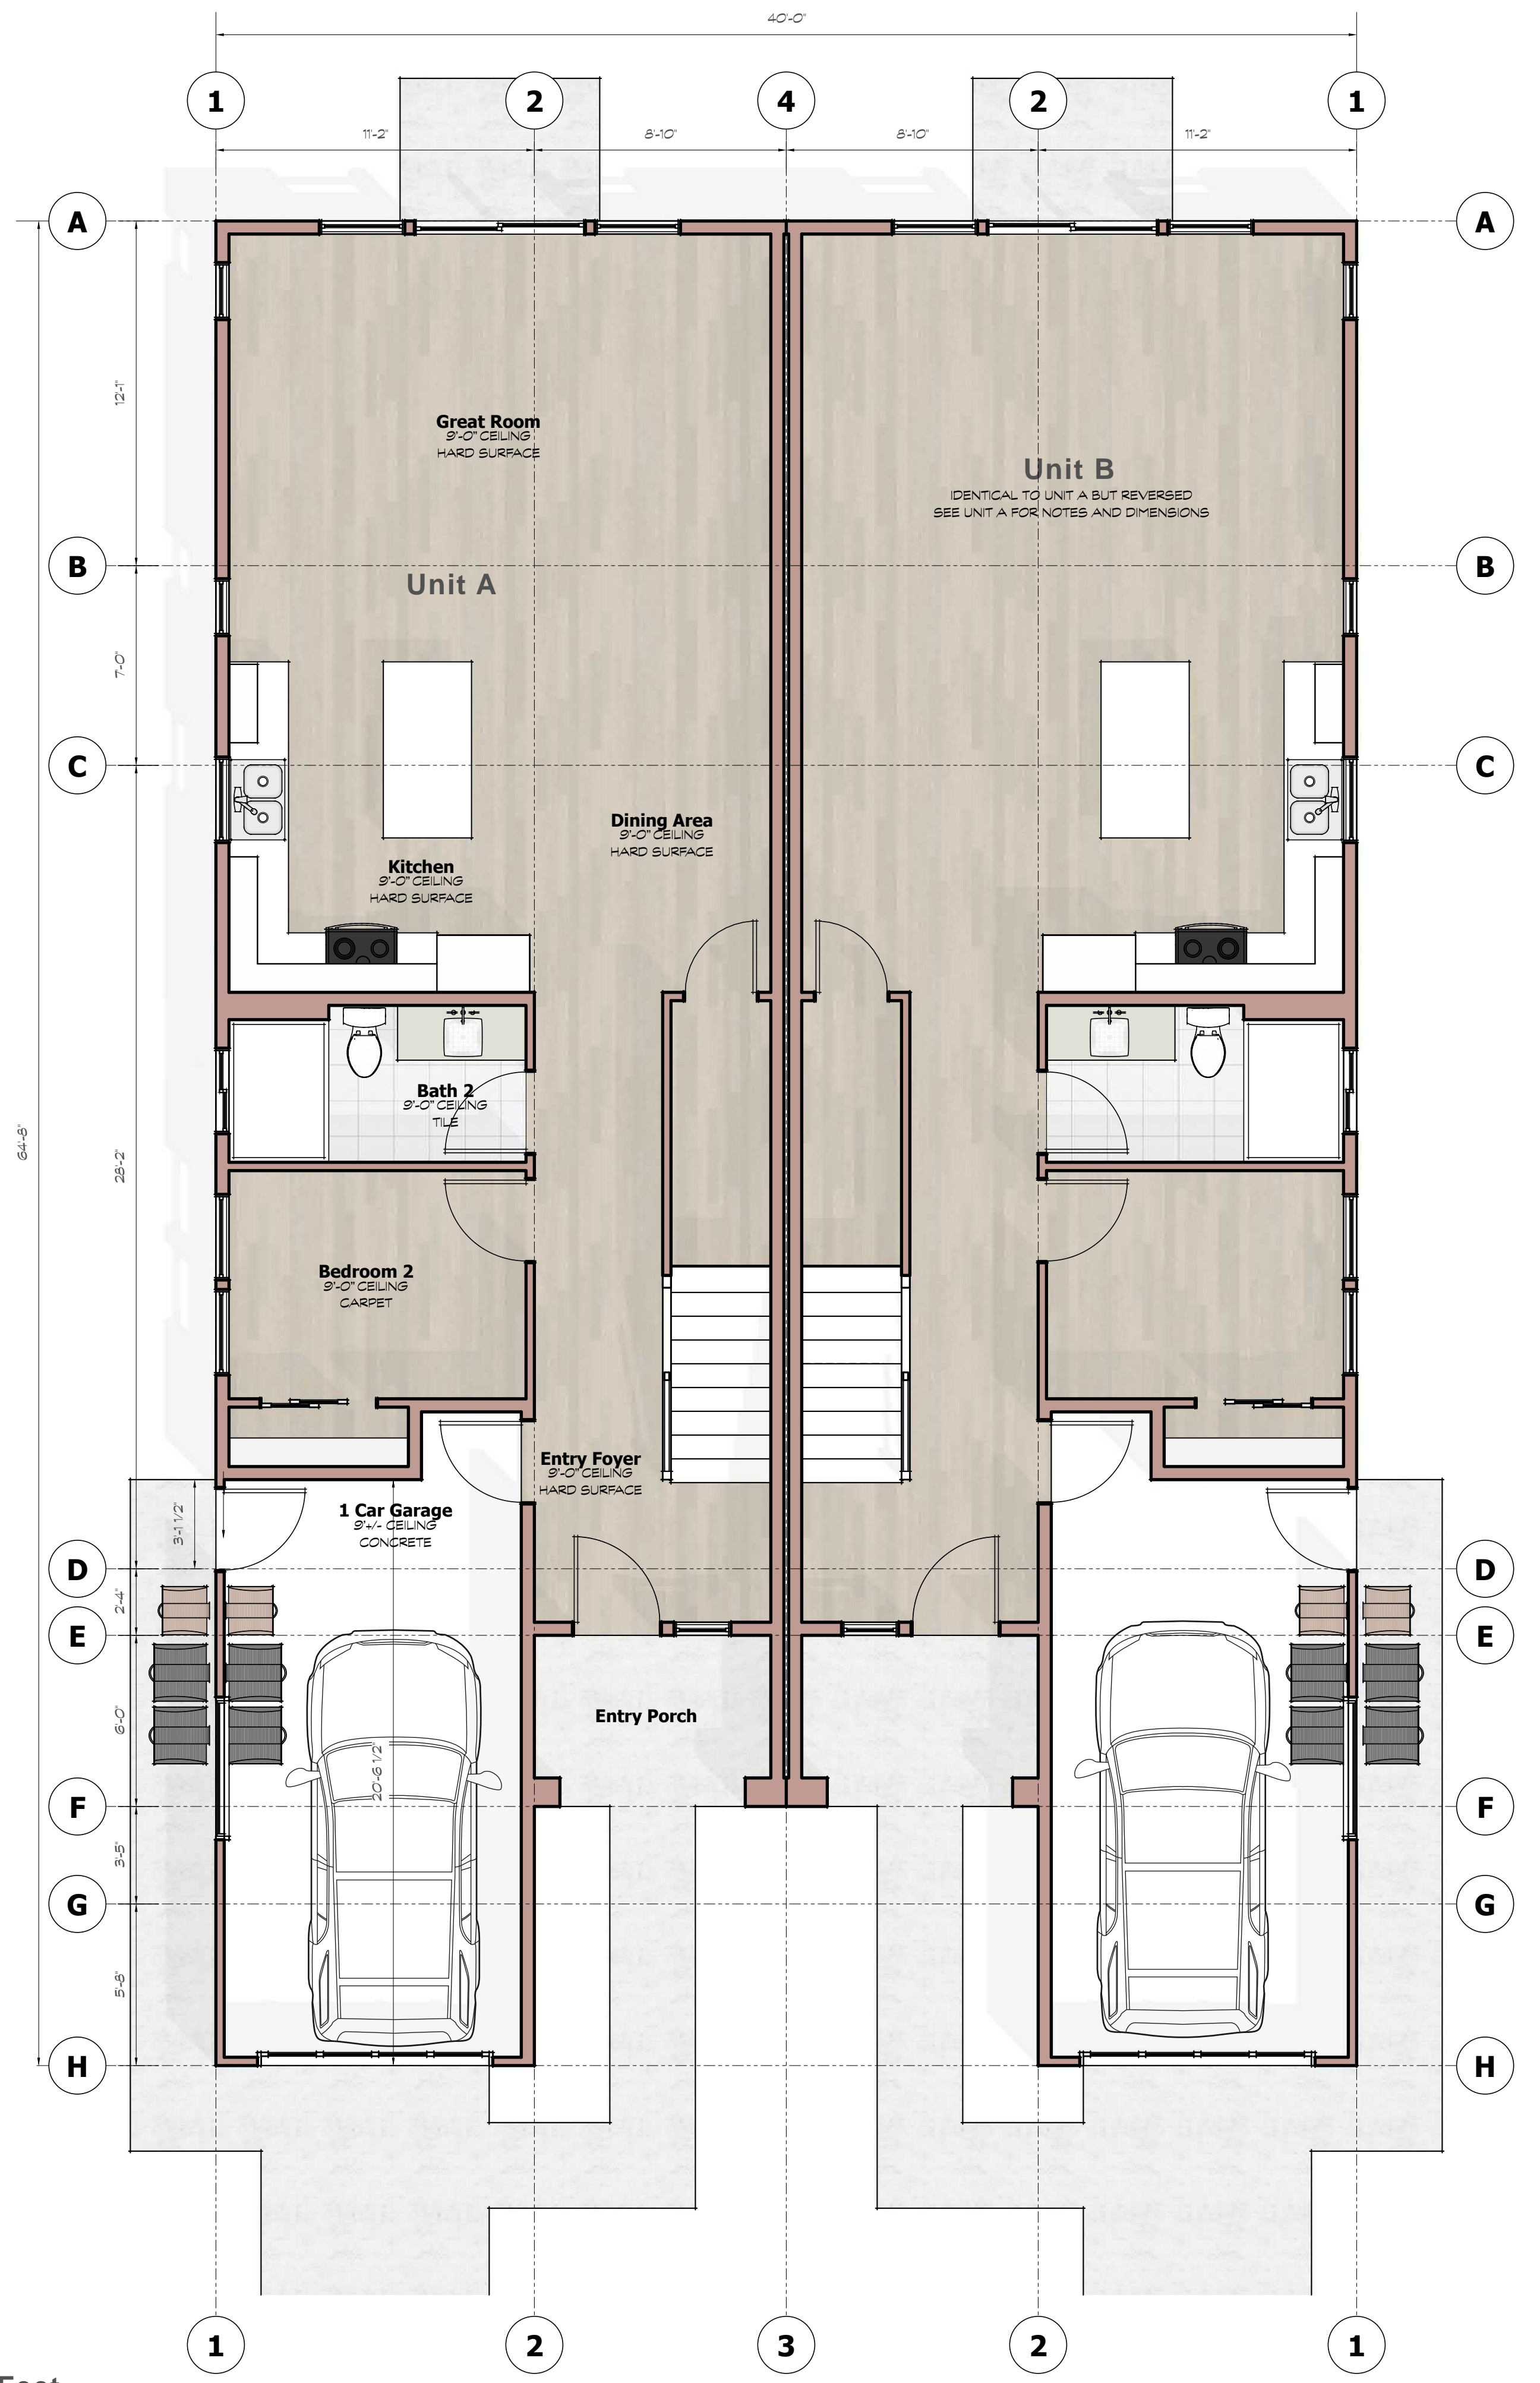 40'-0"
1
2
4
2
1
11'-2"
8'-10"
8'-10"
11'-2"
A
A
12'-1"
Great Room
9'-0" CEILING
HARD SURFACE
Unit B
IDENTICAL TO UNIT A BUT REVERSED
SEE UNIT A FOR NOTES AND DIMENSIONS
B
B
Unit A
7'-0"
C
C
Dining Area
9'-0" CEILING
HARD SURFACE
Kitchen
9'-0" CEILING
HARD SURFACE
Bath 2
9'-0" CEILING
TILE
64'-8"
28'-2"
Bedroom 2
9'-0" CEILING
CARPET
Entry Foyer
9'-0" CEILING
HARD SURFACE
1 Car Garage
9'+/- CEILING
CONCRETE
3'-1 1/2"
D
D
2'-4"
E
E
6'-0"
Entry Porch
20'-6 1/2"
F
F
3'-5"
G
G
5'-8"
H
H
1
2
3
2
1